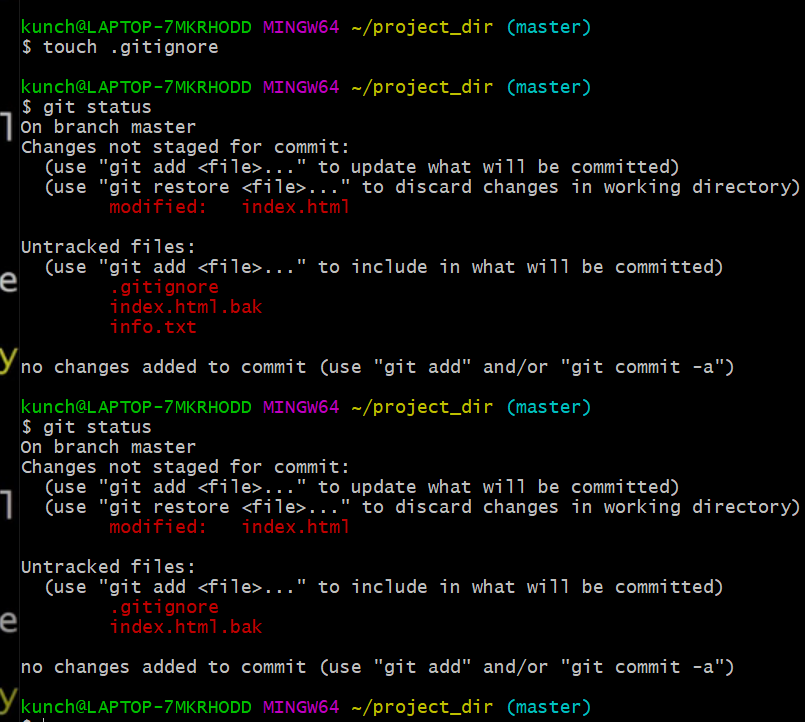 kunch@LAPTOP-7MKRHODD MINGW64 ~/project_dir (master)
$ touch .gitignore
kunch@LAPTOP-7MKRHODD MINGW64 ~/project_dir (master)
$ git status
On branch master
Changes not staged for commit:
(use "git add <file>..." to update what will be committed)
(use "git restore <file>..." to discard changes in working directory)
modified: index.html
Untracked files:
(use "git add <file>..." to include in what will be committed)
.gitignore
index.html.bak
info.txt
no changes added to commit (use "git add" and/or "git commit -a")
kunch@LAPTOP-7MKRHODD MINGW64 ~/project_dir (master)
$ git status
On branch master
Changes not staged for commit:
(use "git add <file>..." to update what will be committed)
(use "git restore <file>..." to discard changes in working directory)
modified: index.html
Untracked files:
(use "git add <file>..." to include in what will be committed)
.gitignore
index.html.bak
no changes added to commit (use "git add" and/or "git commit -a")
kunch@LAPTOP-7MKRHODD MINGW64 ~/project_dir (master)